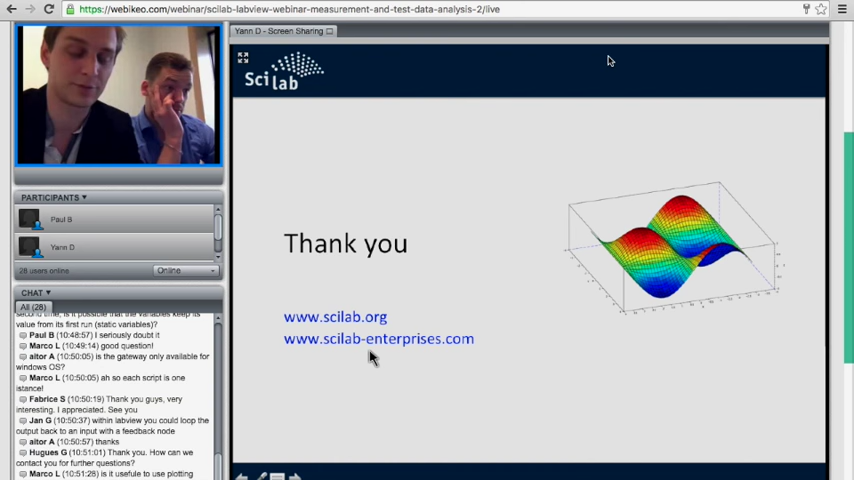 https://webikeo.com/webinar/scilab-labview-webinar-measurement-and-test-data-analysis-2/live
Yann D - Screen Sharing
Scilab
PARTICIPANTS
Paul B
Yann D
28 users online
Online
CHAT
All (28)
second time, is it possible that the variables keep its
value from its first run (static variables)?
Paul B (10:48:57) I seriously doubt it
Marco L (10:49:14) good question!
aitor A (10:50:05) is the gateway only available for
windows OS?
Marco L (10:50:05) ah so each script is one
istance!
Fabrice S (10:50:19) Thank you guys, very
interesting. I appreciated. See you
Jan G (10:50:37) within labview you could loop the
output back to an input with a feedback node
aitor A (10:50:57) thanks
Hugues G (10:51:01) Thank you. How can we
contact you for further questions?
Marco L (10:51:28) is it usefule to use plotting
Thank you
www.scilab.org
www.scilab-enterprises.com